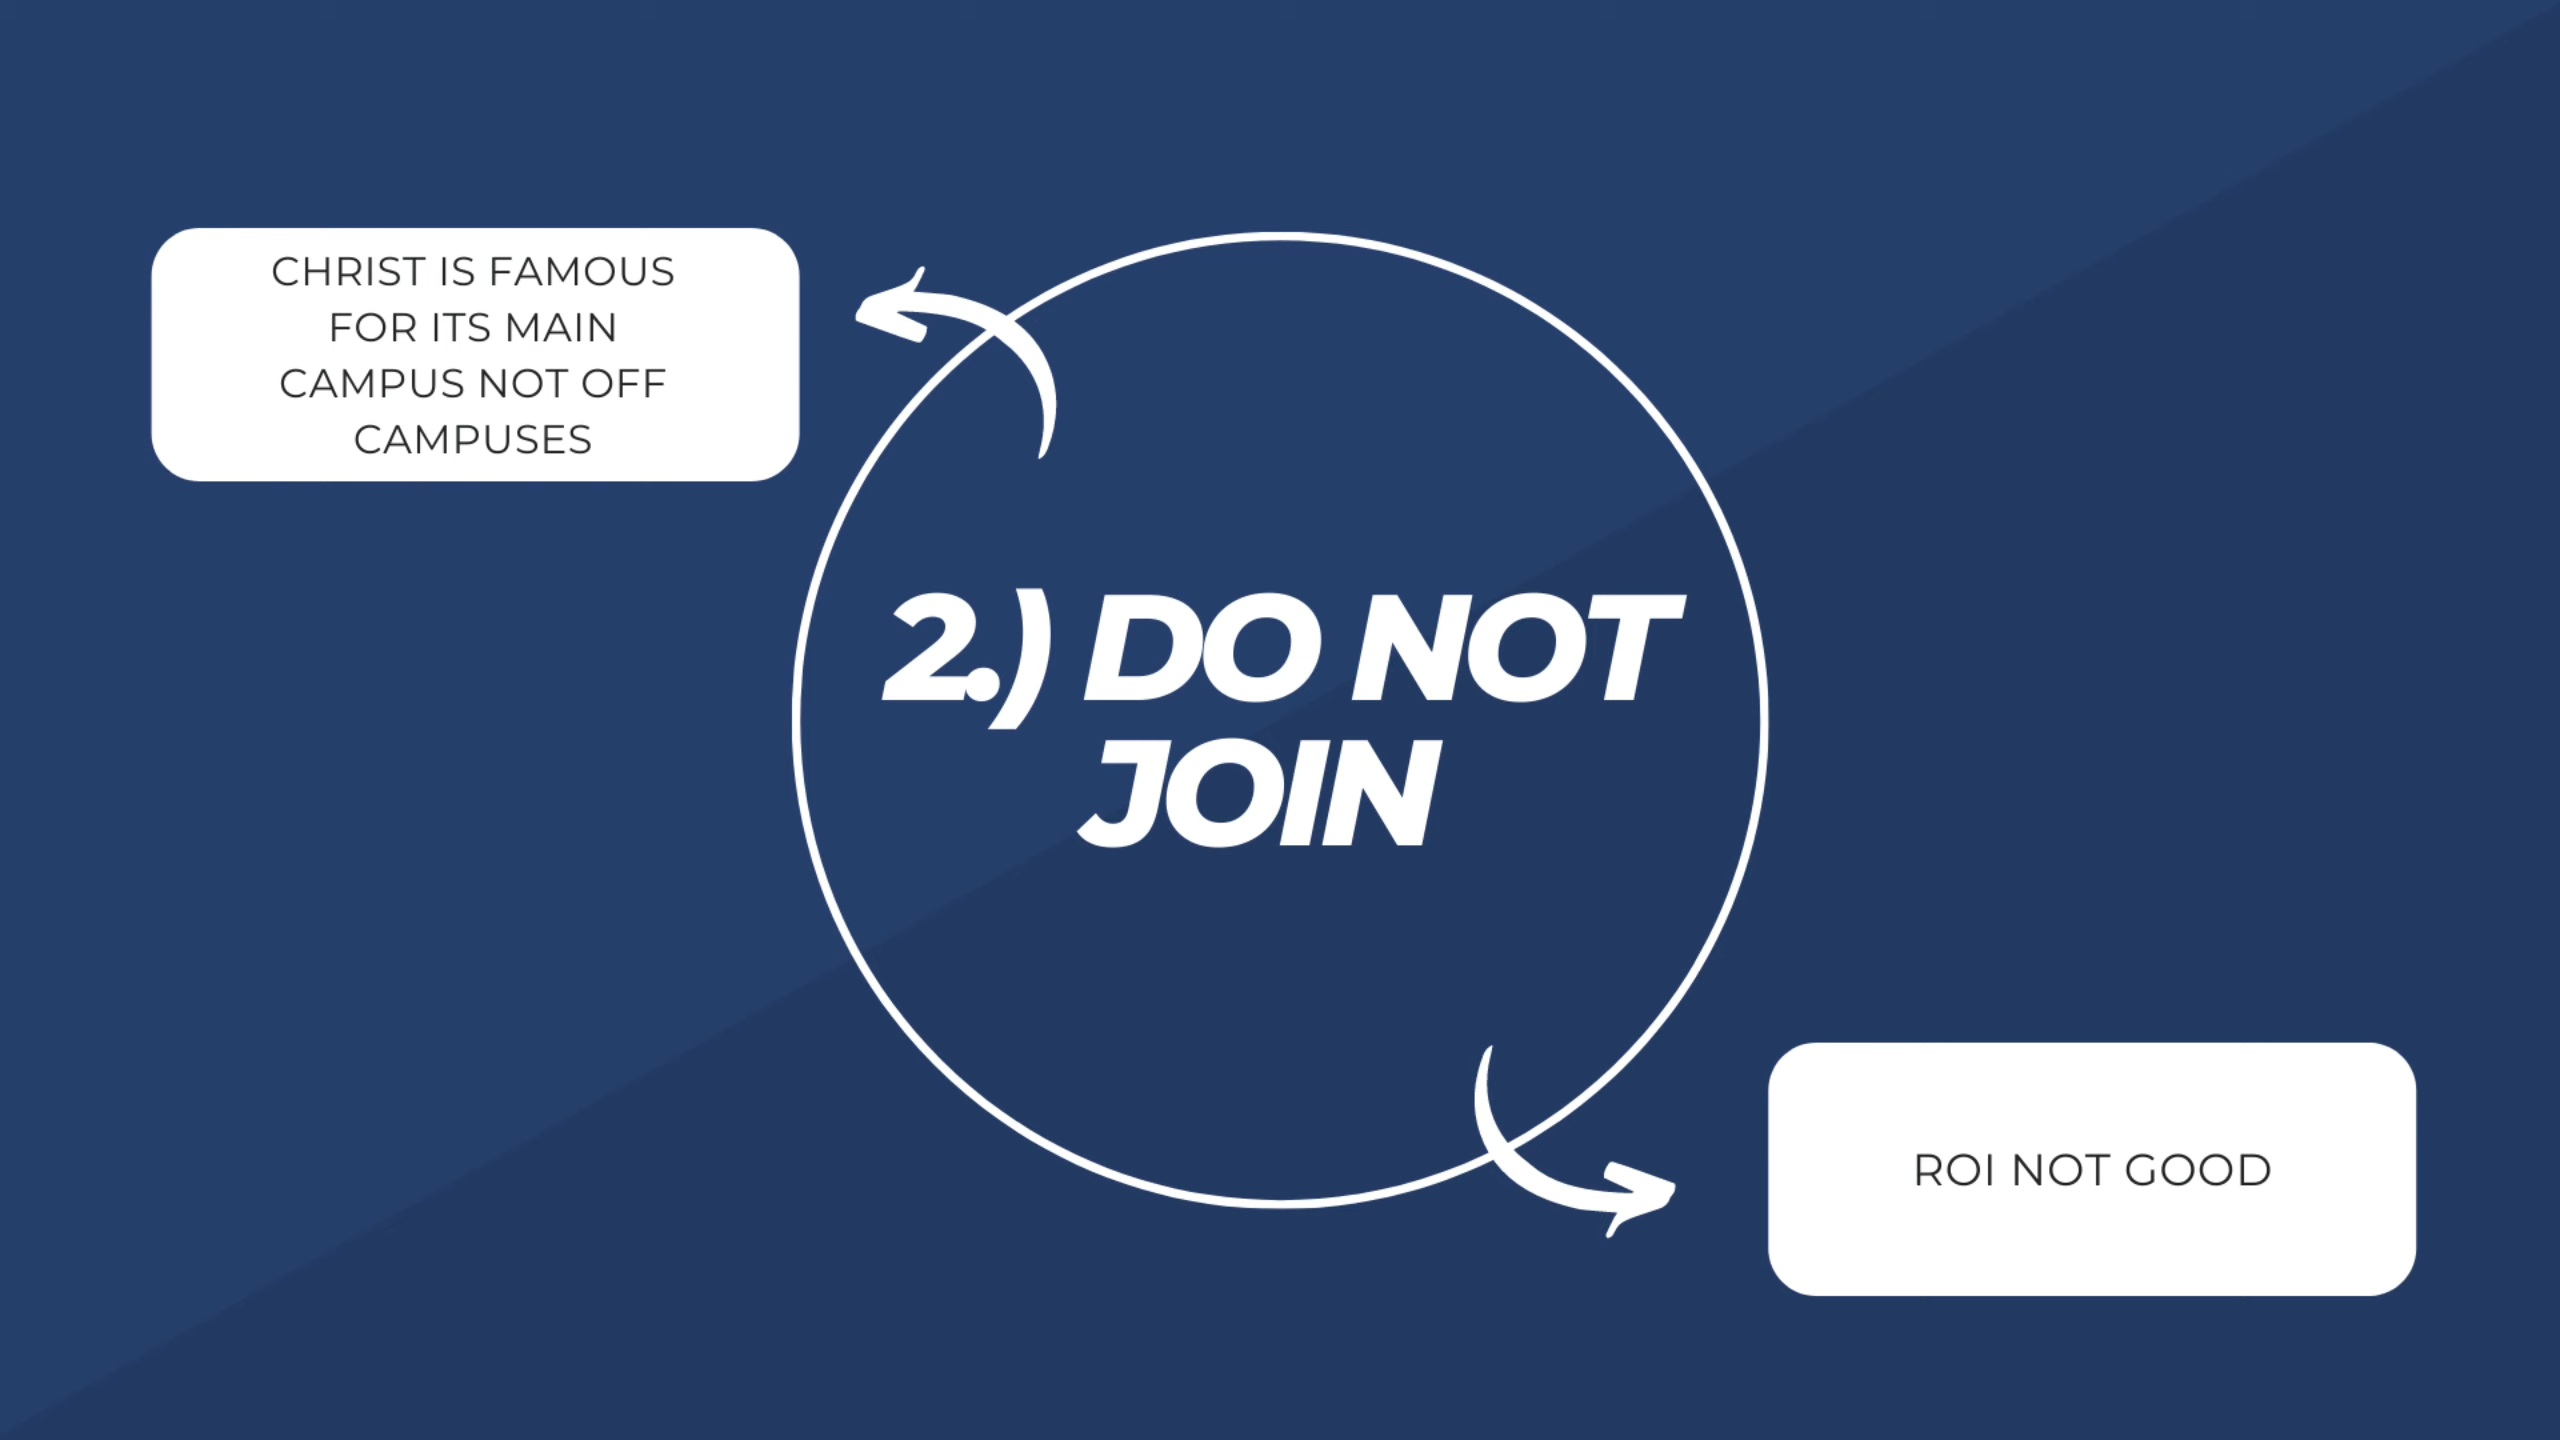 CHRIST IS FAMOUS
FOR ITS MAIN
CAMPUS NOT OFF
CAMPUSES
2.) DO NOT
JOIN
ROI NOT GOOD